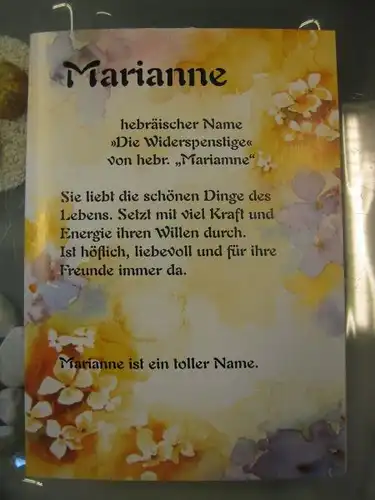 Marianne
hebräischer Name
»Die Widerspenstige«
von hebr. „Mariamne“
Sie liebt die schönen Dinge des
Lebens. Setzt mit viel Kraft und
Energie ihren Willen durch.
Ist höflich, liebevoll und für ihre
Freunde immer da.
Marianne ist ein toller Name.